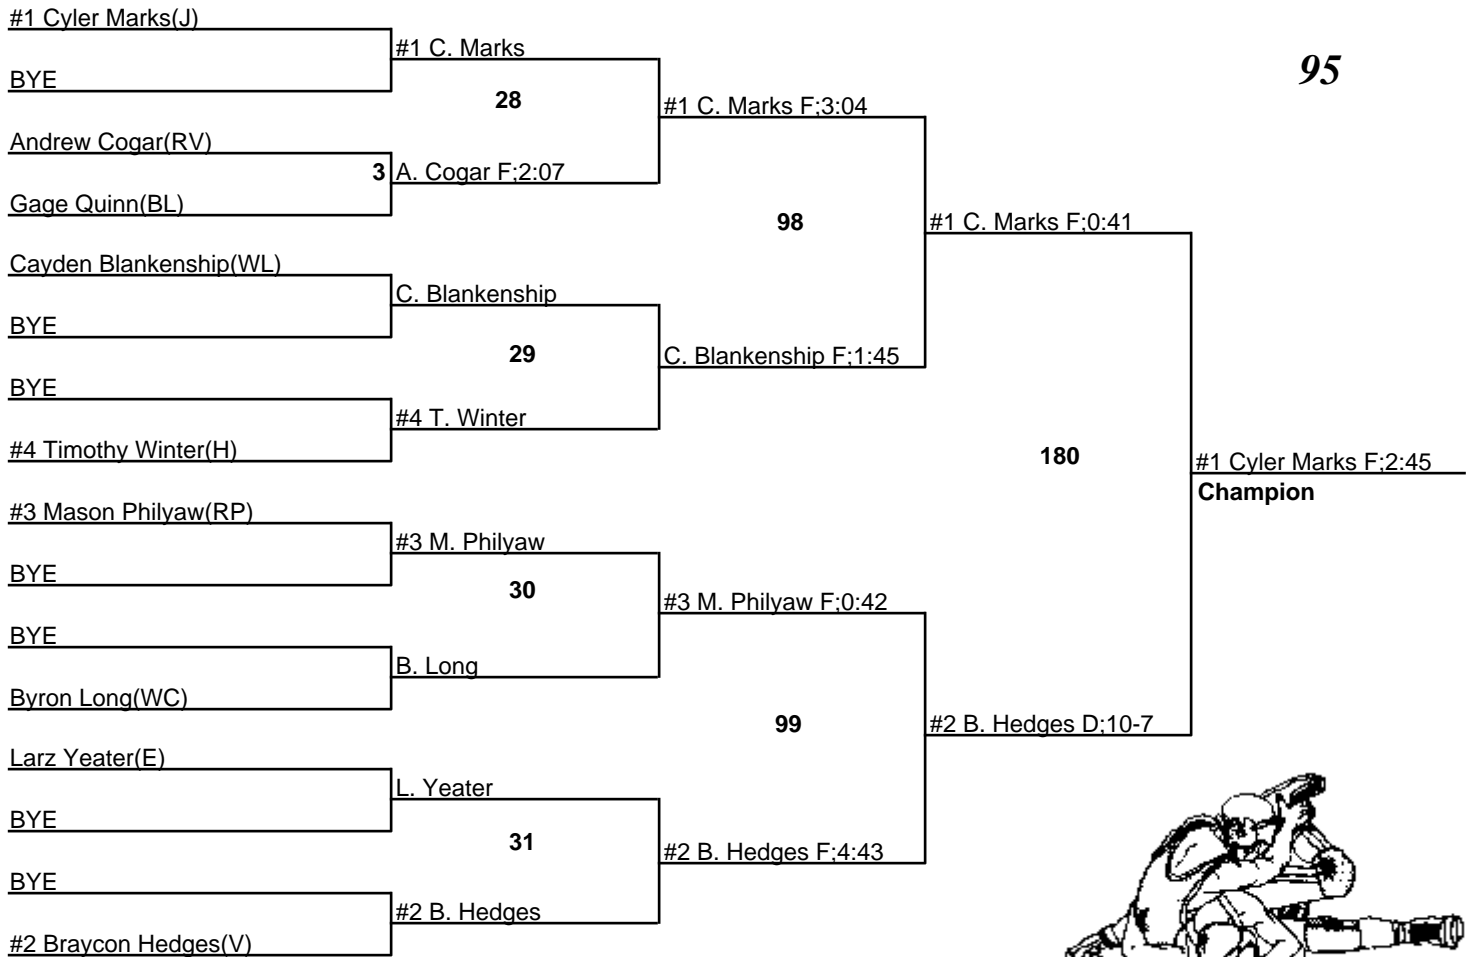 #1 Cyler Marks(J)
BYE
Andrew Cogar(RV)
Gage Quinn(BL)
Cayden Blankenship(WL)
BYE
BYE
#4 Timothy Winter(H)
#3 Mason Philyaw(RP)
BYE
BYE
Byron Long(WC)
Larz Yeater(E)
BYE
BYE
#2 Braycon Hedges(V)
#1 C. Marks
28
3 A. Cogar F;2:07
C. Blankenship
29
#4 T. Winter
#3 M. Philyaw
30
B. Long
L. Yeater
31
#2 B. Hedges
#1 C. Marks F;3:04
98
C. Blankenship F;1:45
#3 M. Philyaw F;0:42
99
#2 B. Hedges F;4:43
#1 C. Marks F;0:41
180
#2 B. Hedges D;10-7
95
#1 Cyler Marks F;2:45
Champion